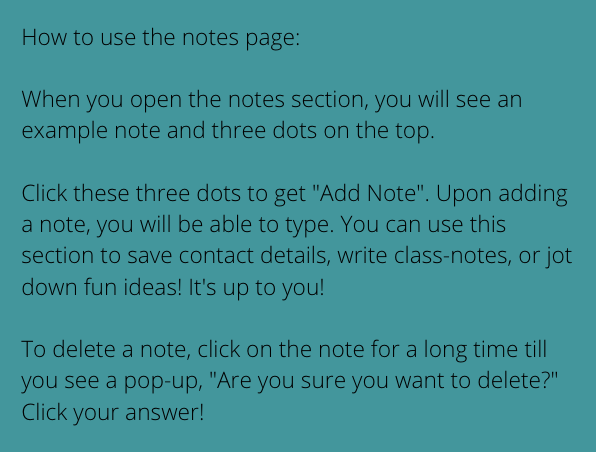 How to use the notes page:
When you open the notes section, you will see an
example note and three dots on the top.
Click these three dots to get "Add Note". Upon adding
a note, you will be able to type. You can use this
section to save contact details, write class-notes, or jot
down fun ideas! It's up to you!
To delete a note, click on the note for a long time till
you see a pop-up, "Are you sure you want to delete?"
Click your answer!